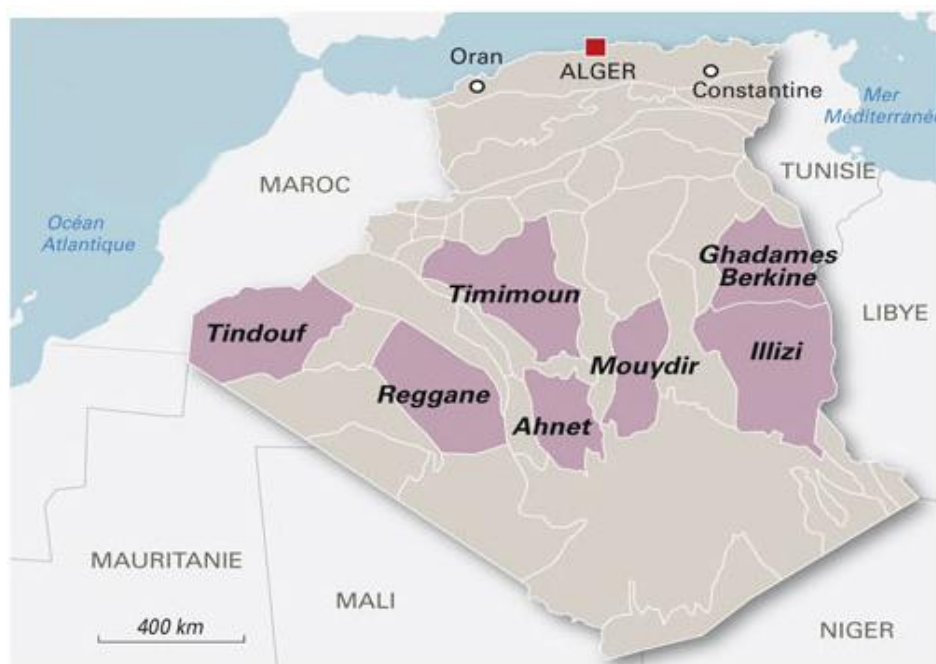 Oran
ALGER
Constantine
Mer
Méditerranée
TUNISIE
MAROC
Océan
Atlantique
Ghadames
Berkine
Timimoun
LIBYE
Tindouf
Illizi
Mouydir
Reggane
Ahnet
MAURITANIE
MALI
NIGER
400 km